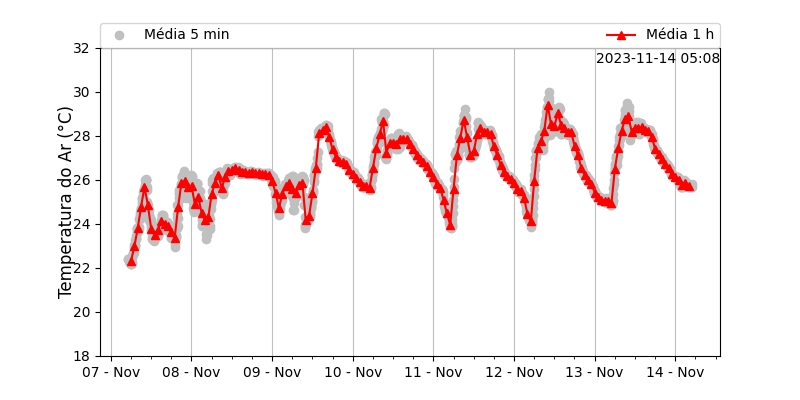 Média 5 min
Média 1 h
2023-11-14 05:08
Temperatura do Ar (°C)
32
30
28
26
24
22
20
18
07 - Nov
08 - Nov
09 - Nov
10 - Nov
11 - Nov
12 - Nov
13 - Nov
14 - Nov